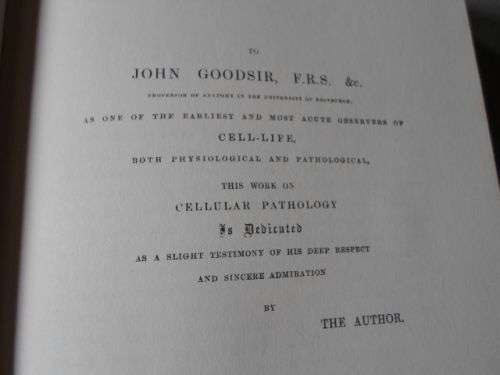 TO
JOHN GOODSIR, F.R.S. &c.
PROFESSOR OF ANATOMY IN THE UNIVERSITY OF EDINBURGH,
AS ONE OF THE EARLIEST AND MOST ACUTE OBSERVERS OF
CELL-LIFE,
BOTH PHYSIOLOGICAL AND PATHOLOGICAL,
THIS WORK ON
CELLULAR PATHOLOGY
Is Dedicated
AS A SLIGHT TESTIMONY OF HIS DEEP RESPECT
AND SINCERE ADMIRATION
BY
THE AUTHOR.